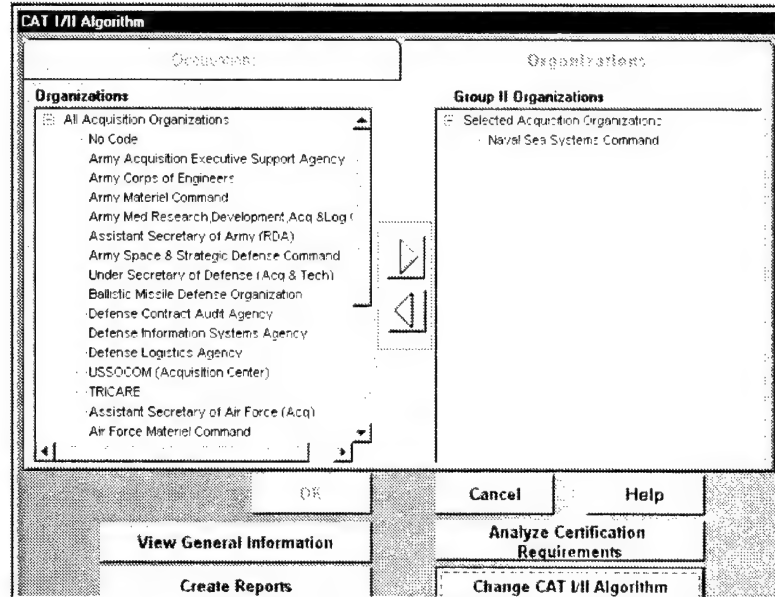 CAT I/II Algorithm
Occupations
Organizations
Organizations
All Acquisition Organizations
No Code
Army Acquisition Executive Support Agency
Army Corps of Engineers
Army Materiel Command
Army Med Research,Development,Acq &Log (
Assistant Secretary of Army (RDA)
Army Space & Strategic Defense Command
Under Secretary of Defense (Acq & Tech)
Ballistic Missile Defense Organization
Defense Contract Audit Agency
Defense Information Systems Agency
Defense Logistics Agency
USSOCOM (Acquisition Center)
TRICARE
Assistant Secretary of Air Force (Acq)
Air Force Materiel Command
Group II Organizations
Selected Acquisition Organizations
Naval Sea Systems Command
OK
Cancel
Help
View General Information
Analyze Certification
Requirements
Create Reports
Change CAT I/II Algorithm